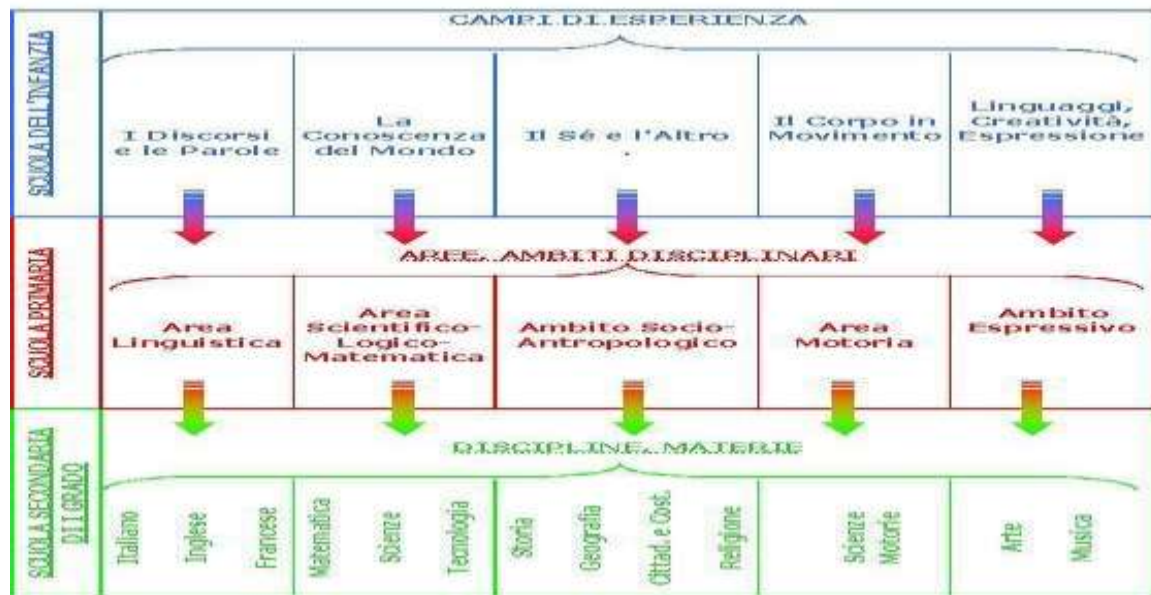 CAMPI DI ESPERIENZA
SCUOLA DELL'INFANZIA
I Discorsi
e le Parole
La
Conoscenza
del Mondo
Il Sé e l'Altro
.
Il Corpo in
Movimento
Linguaggi,
Creatività,
Espressione
AREE, AMBITI DISCIPLINARI
SCUOLA PRIMARIA
Area
Linguistica
Area
Scientifico-
Logico-
Matematica
Ambito Socio-
Antropologico
Area
Motoria
Ambito
Espressivo
DISCIPLINE, MATERIE
SCUOLA SECONDARIA
DI I GRADO
Italiano
Inglese
Francese
Matematica
Scienze
Tecnologia
Storia
Geografia
Cittad. e Cost.
Religione
Scienze
Motorie
Arte
Musica